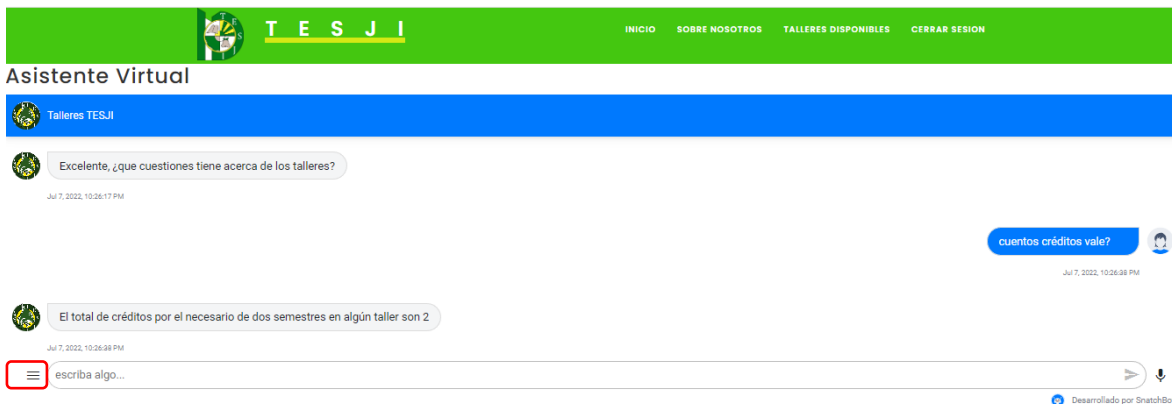 T E S J I
INICIO SOBRE NOSOTROS TALLERES DISPONIBLES CERRAR SESION
Asistente Virtual
Talleres TESJI
Excelente, ¿que cuestiones tiene acerca de los talleres?
Jul 7, 2022, 10:26:17 PM
cuentos créditos vale?
Jul 7, 2022, 10:26:38 PM
El total de créditos por el necesario de dos semestres en algún taller son 2
Jul 7, 2022, 10:26:38 PM
escriba algo...
Desarrollado por SnatchBo